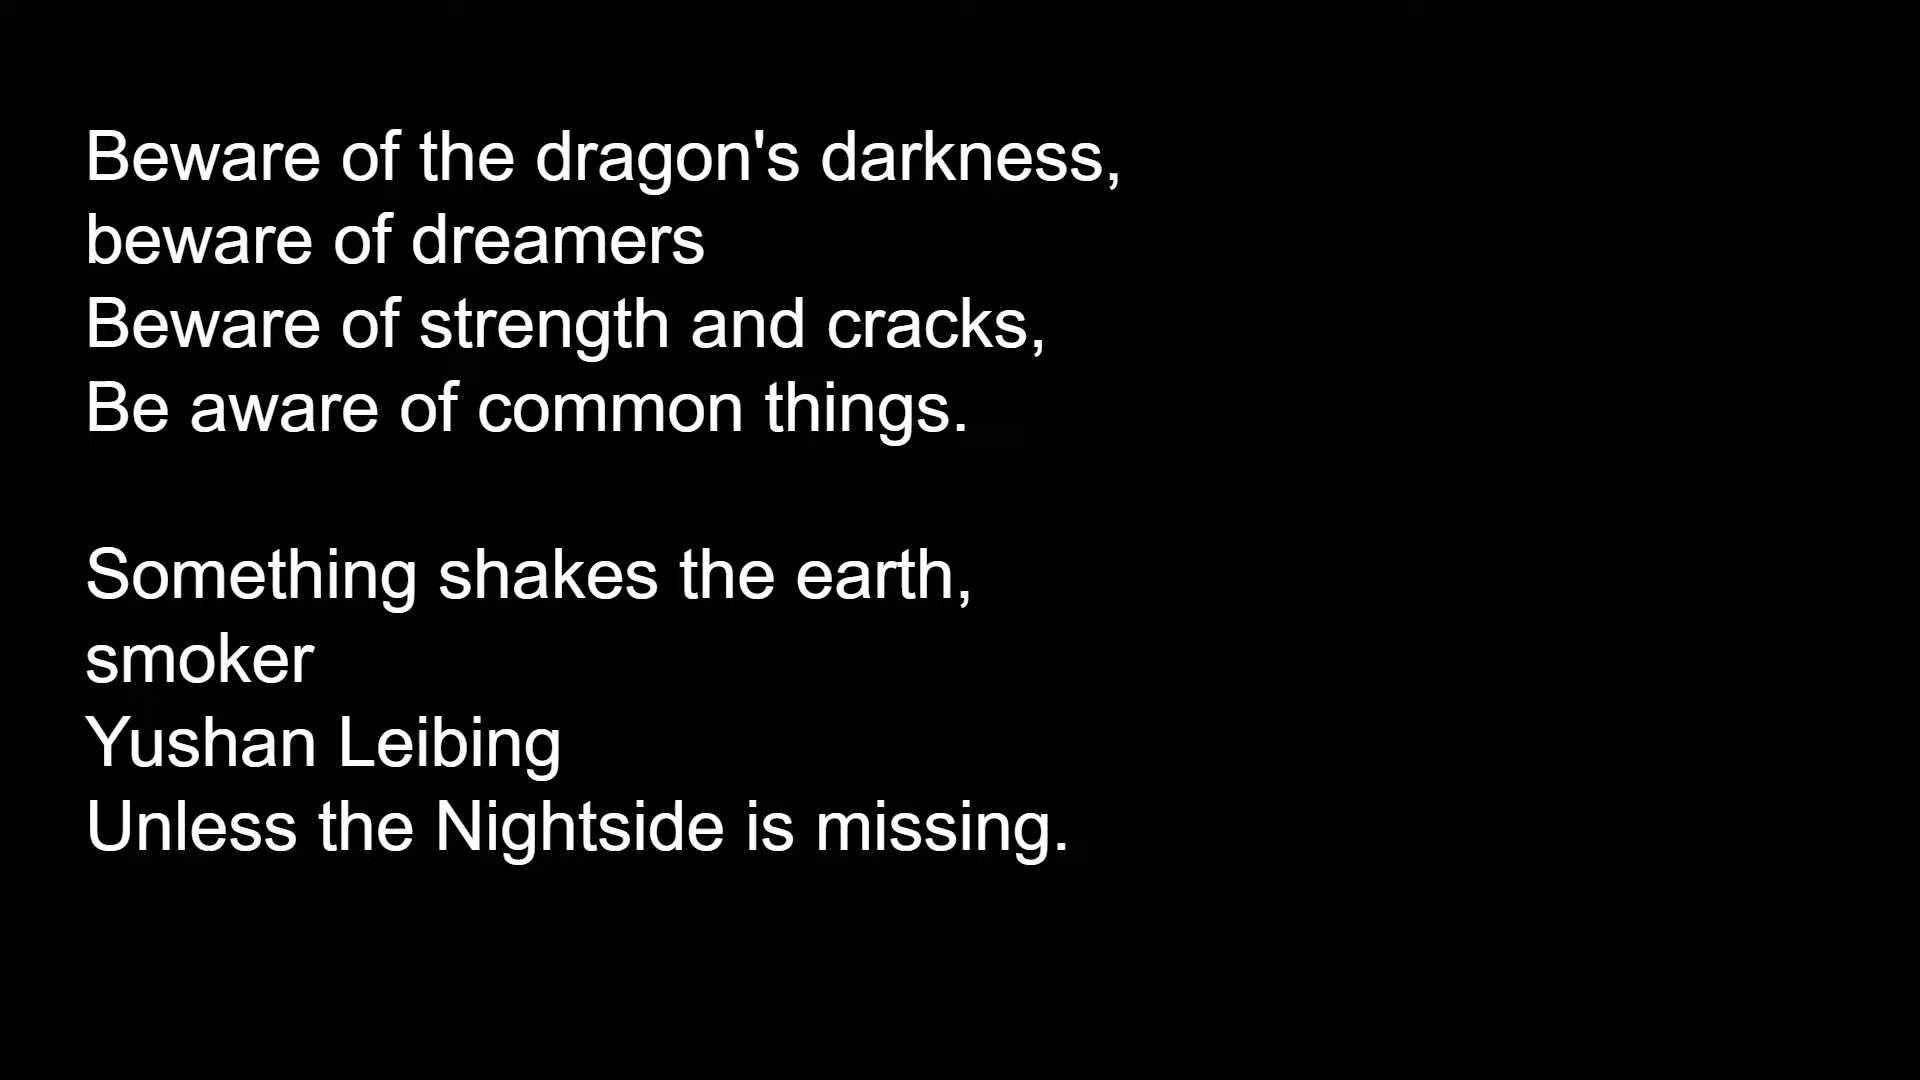 Beware of the dragon's darkness,
beware of dreamers
Beware of strength and cracks,
Be aware of common things.
Something shakes the earth,
smoker
Yushan Leibing
Unless the Nightside is missing.